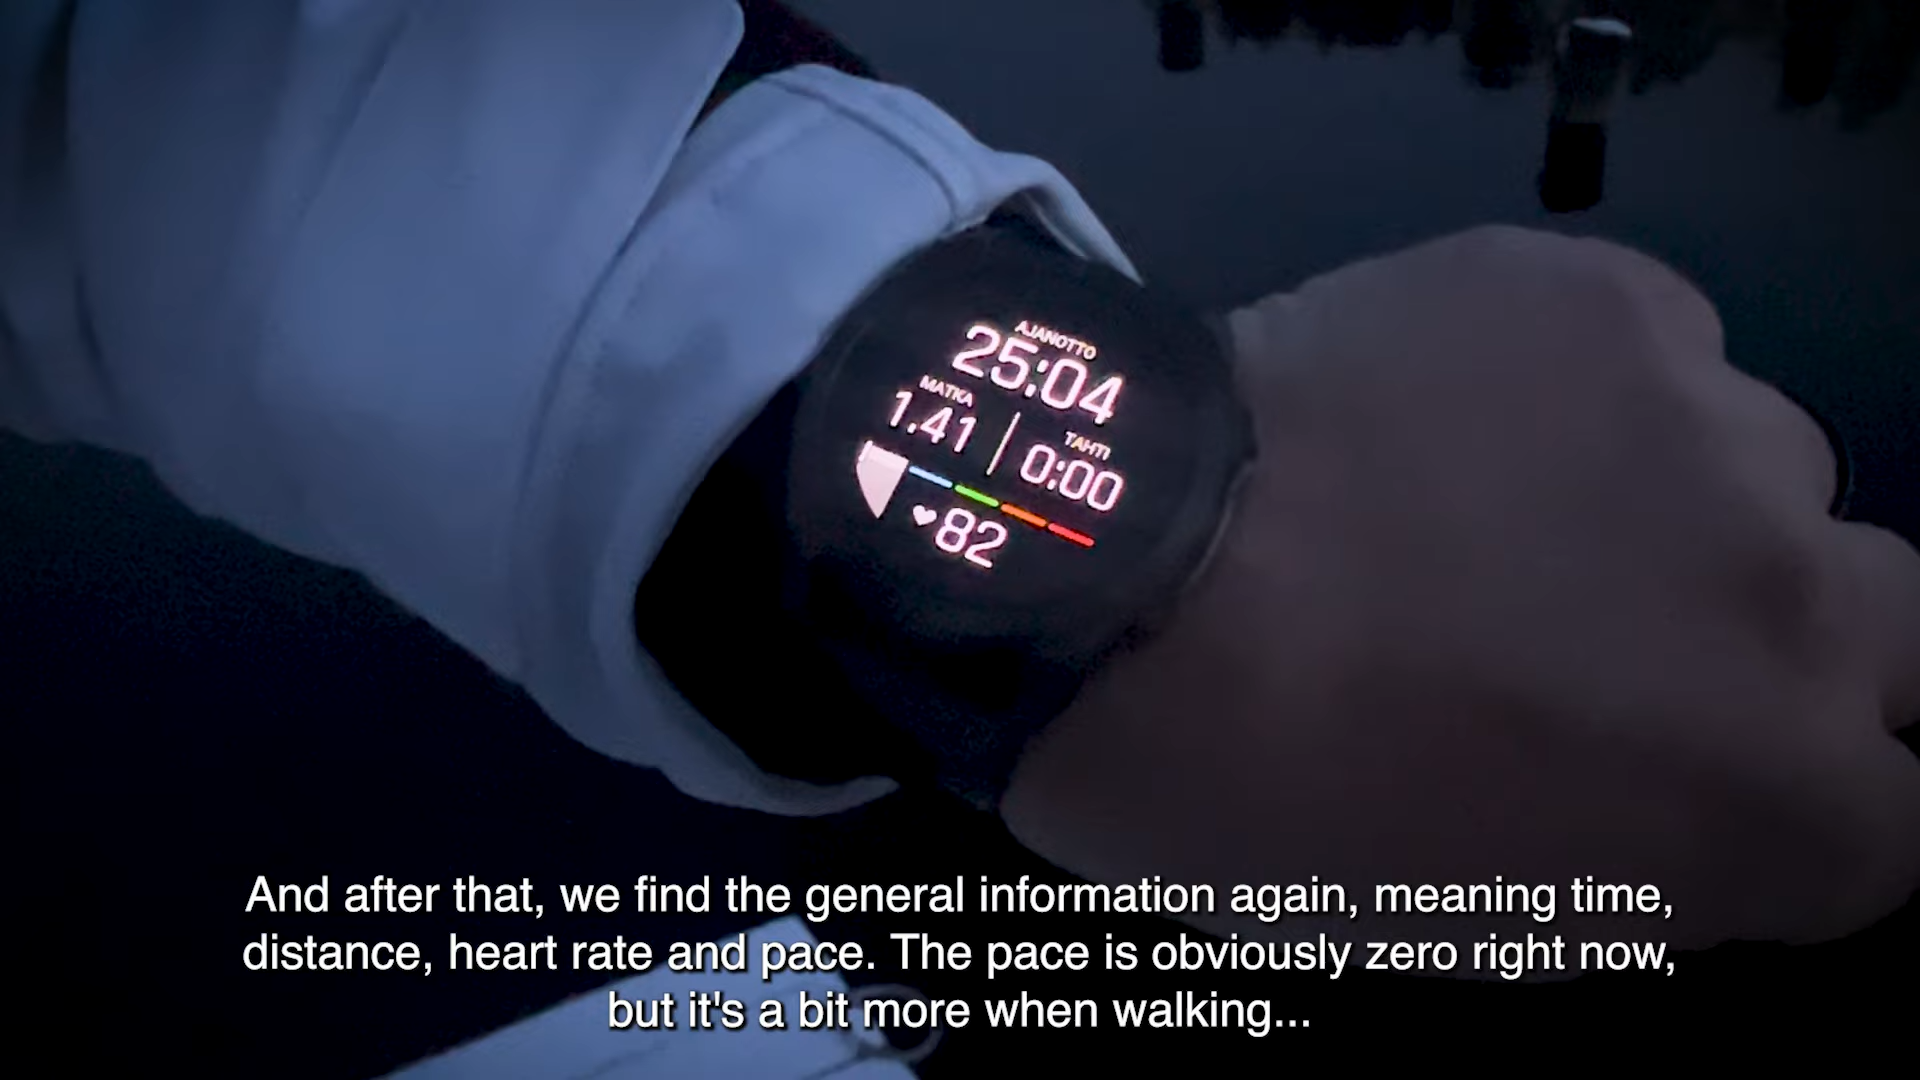 AJANOTTO
25:04
MATKA
1.41
TAHTI
0:00
82
And after that, we find the general information again, meaning time,
distance, heart rate and pace. The pace is obviously zero right now,
but it's a bit more when walking...